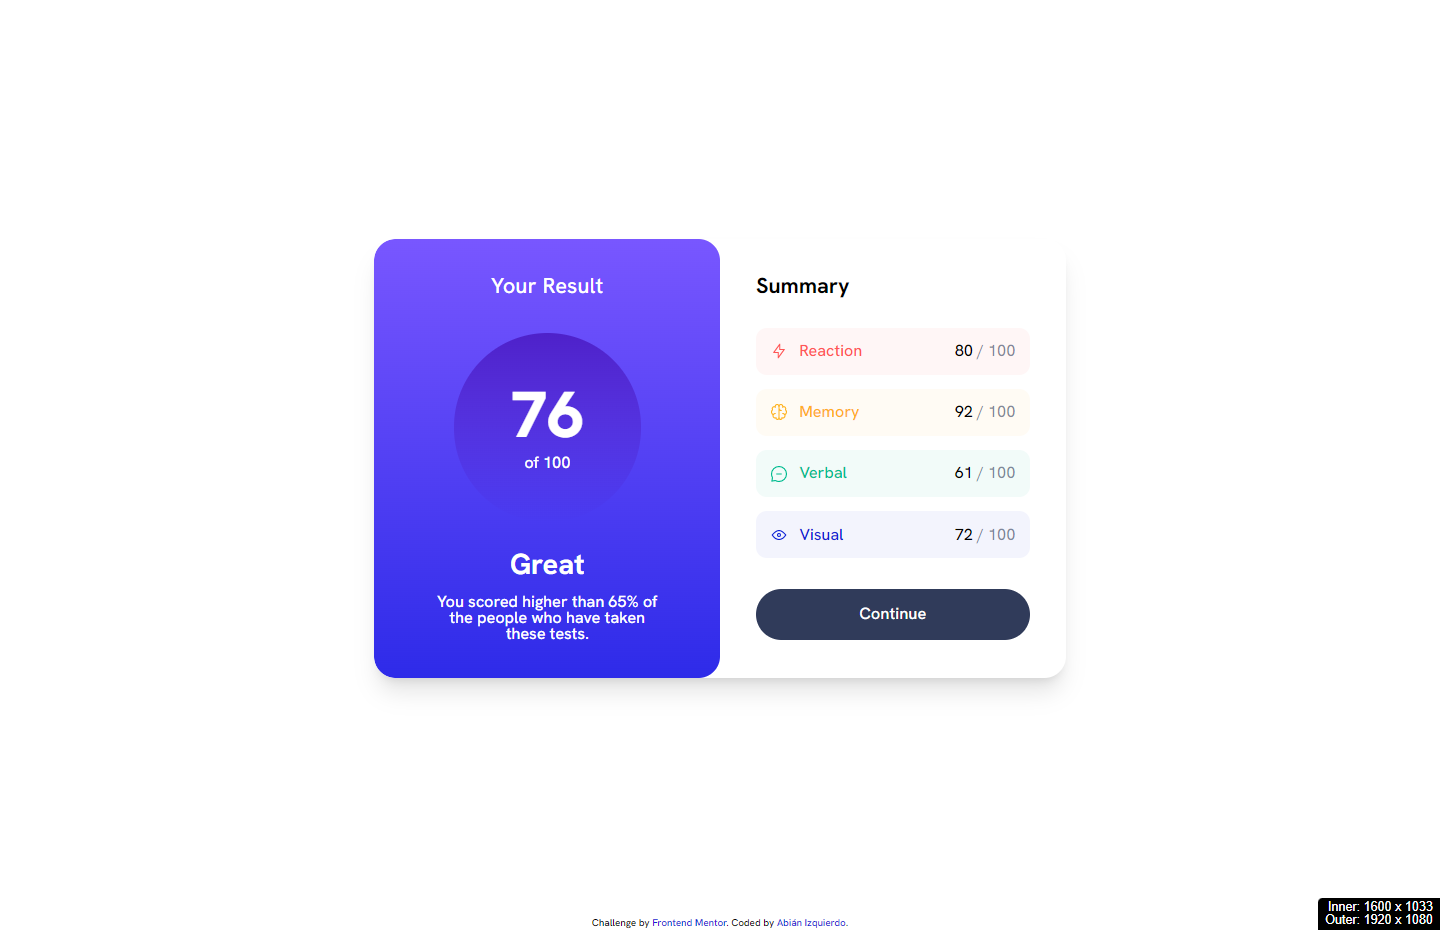 Your Result
76
of 100
Great
You scored higher than 65% of
the people who have taken
these tests.
Summary
Reaction 80 / 100
Memory 92 / 100
Verbal 61 / 100
Visual 72 / 100
Continue
Challenge by Frontend Mentor. Coded by Abián Izquierdo.
Inner: 1600 x 1033
Outer: 1920 x 1080